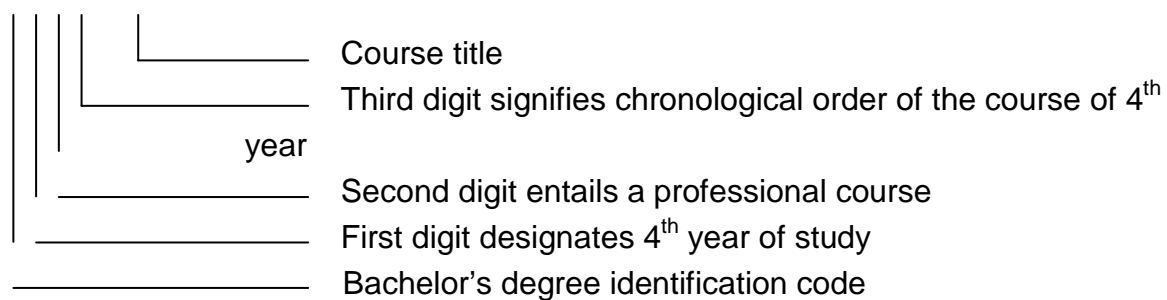 Course title
Third digit signifies chronological order of the course of 4th
year
Second digit entails a professional course
First digit designates 4th year of study
Bachelor’s degree identification code